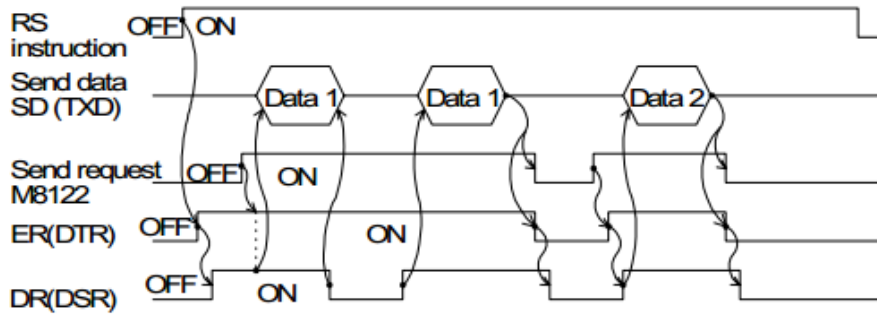 RS
instruction
OFF ON
Send data
SD (TXD)
Data 1 Data 1 Data 2
Send request
M8122
OFF ON
ER(DTR) OFF ON
DR(DSR) OFF ON